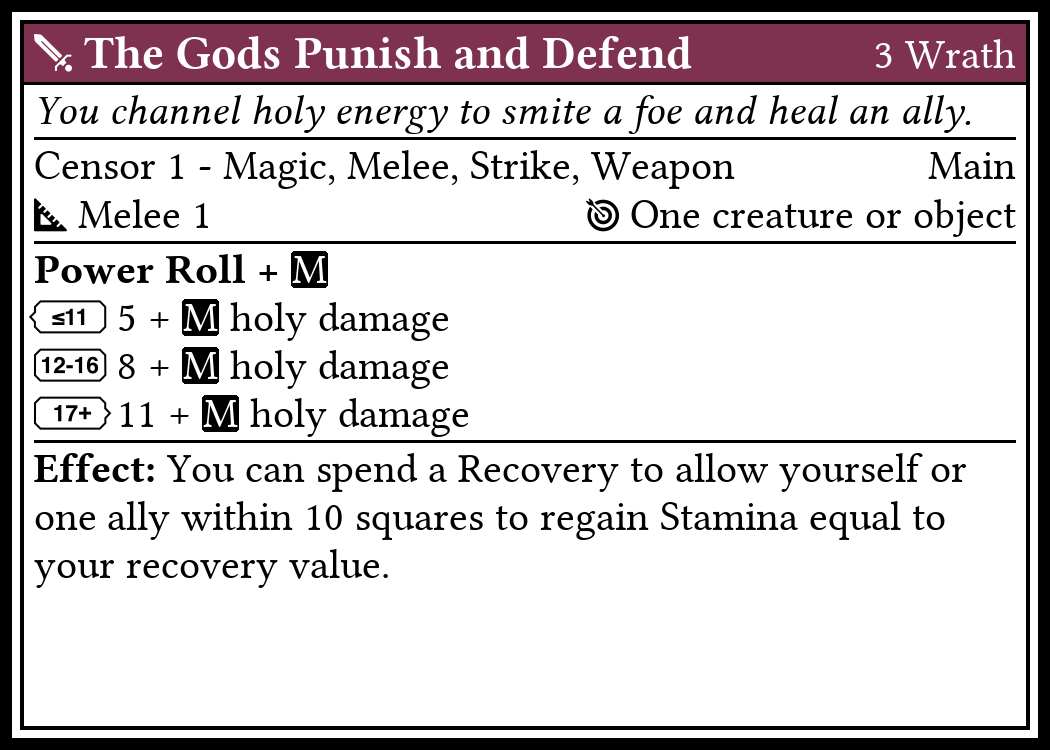 The Gods Punish and Defend 3 Wrath
You channel holy energy to smite a foe and heal an ally.
Censor 1 - Magic, Melee, Strike, Weapon Main
Melee 1 One creature or object
Power Roll + M
≤11 5 + M holy damage
12-16 8 + M holy damage
17+ 11 + M holy damage
Effect: You can spend a Recovery to allow yourself or
one ally within 10 squares to regain Stamina equal to
your recovery value.